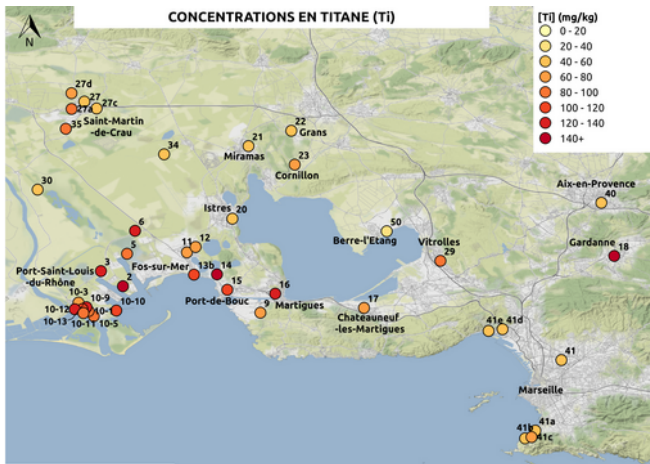 CONCENTRATIONS EN TITANE (Ti)
N
[Ti] (mg/kg)
0 - 20
20 - 40
40 - 60
60 - 80
80 - 100
100 - 120
120 - 140
140+
27d
27
27c
27a
Saint-Martin
-de-Crau
35
34
21
Miramas
22
Grans
23
Cornillon
30
Istres
20
Aix-en-Provence
40
6
5
12
11
50
Berre-l'Etang
Vitrolles
29
Gardanne
18
Fos-sur-Mer
13b
14
3
Port-Saint-Louis
-du-Rhône
2
15
Port-de-Bouc
16
Martigues
9
17
Chateauneuf
-les-Martigues
10-3
10-9
10-10
10-12
10-1
10-13
10-11
10-5
41e
41d
41
Marseille
41a
41b
41c